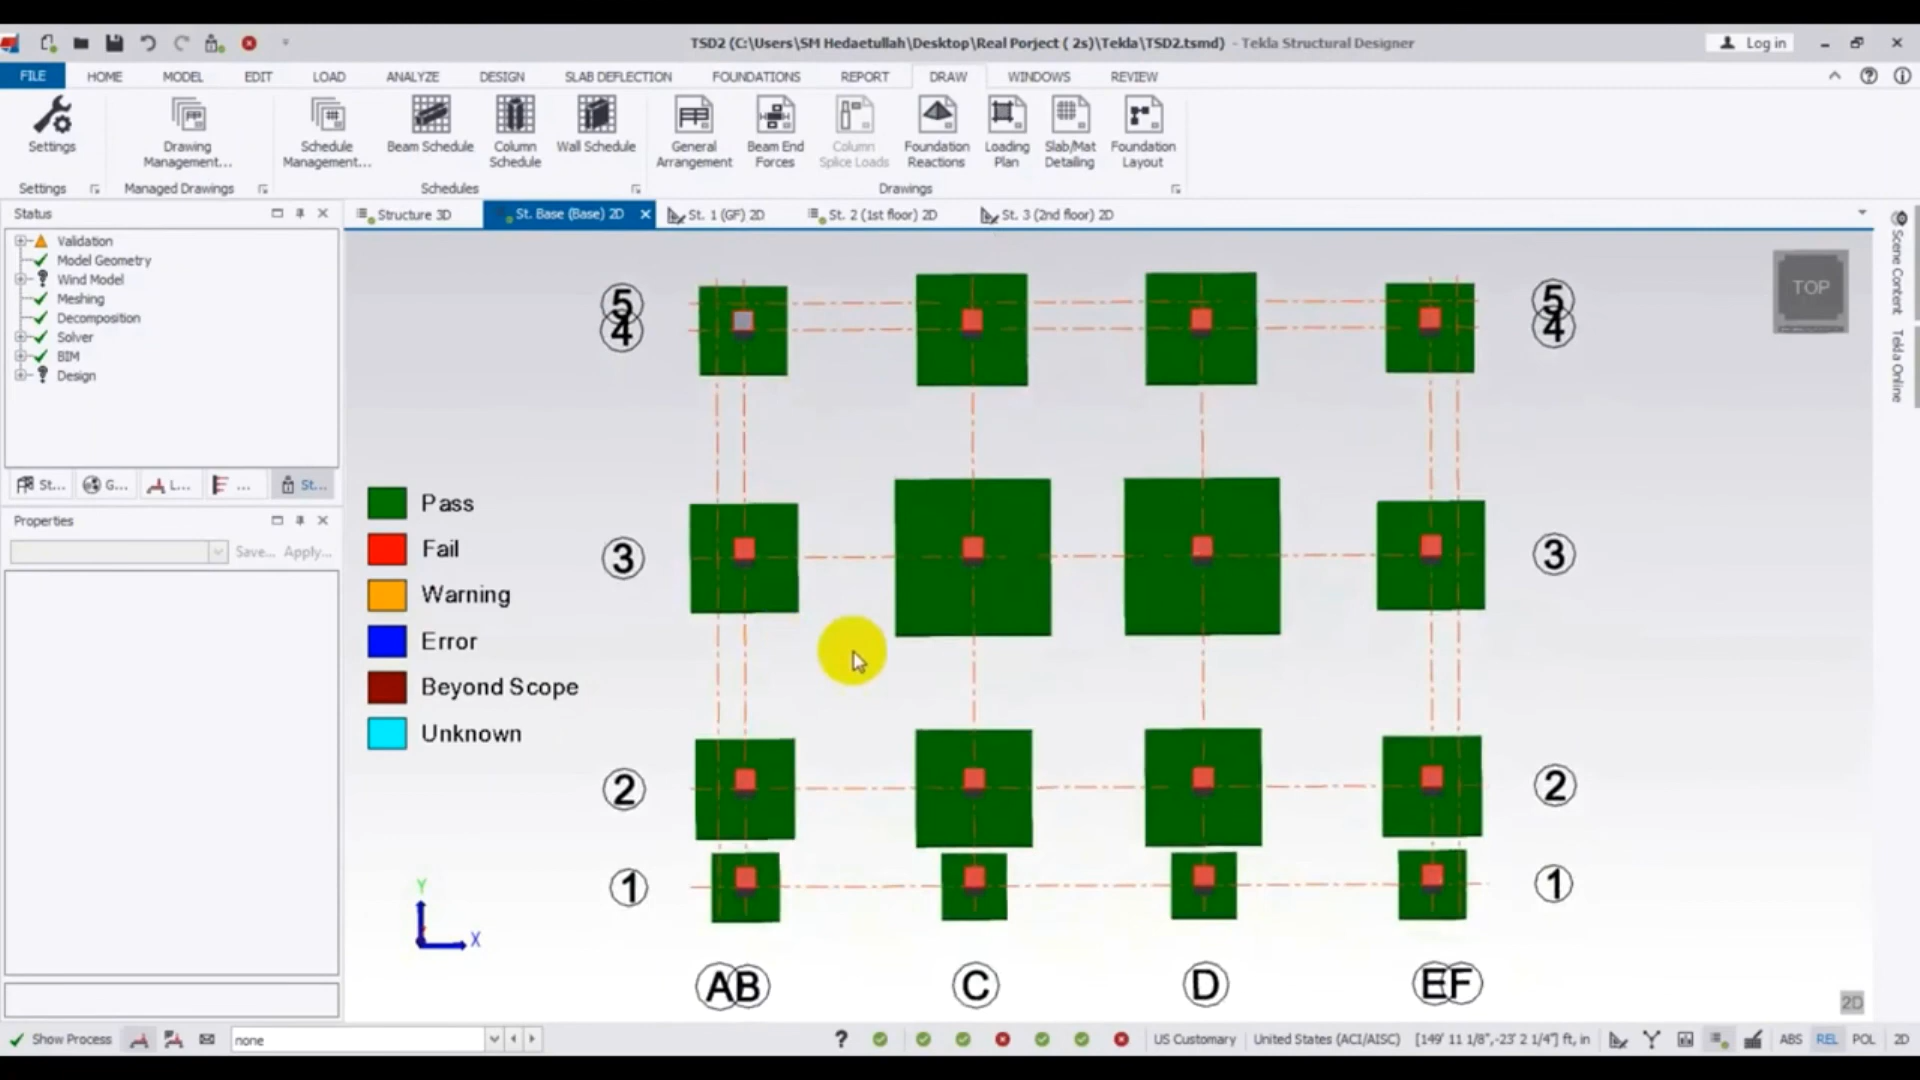 TSD2 (C:\Users\SM Hedaetullah\Desktop\Real Porject ( 2s)\Tekla\TSD2.tsmd) - Tekla Structural Designer
Log in
FILE HOME MODEL EDIT LOAD ANALYZE DESIGN SLAB DEFLECTION FOUNDATIONS REPORT DRAW WINDOWS REVIEW
Settings
Drawing Management...
Schedule Management...
Beam Schedule
Column Schedule
Wall Schedule
General Arrangement
Beam End Forces
Column Splice Loads
Foundation Reactions
Loading Plan
Slab/Mat Detailing
Foundation Layout
Settings Managed Drawings Schedules Drawings
Status
Structure 3D St. Base (Base) 2D St. 1 (GF) 2D St. 2 (1st floor) 2D St. 3 (2nd floor) 2D
Validation
Model Geometry
Wind Model
Meshing
Decomposition
Solver
BIM
Design
St... G... L... ... St...
Properties
Save... Apply...
Pass
Fail
Warning
Error
Beyond Scope
Unknown
TOP
Scene Content
Tekla Online
5 5
4 4
3 3
2 2
1 1
A B C D E F
Y
X
2D
Show Process none ? US Customary United States (ACI/AISC) [149' 11 1/8",-23' 2 1/4"] ft, in ABS REL POL 2D